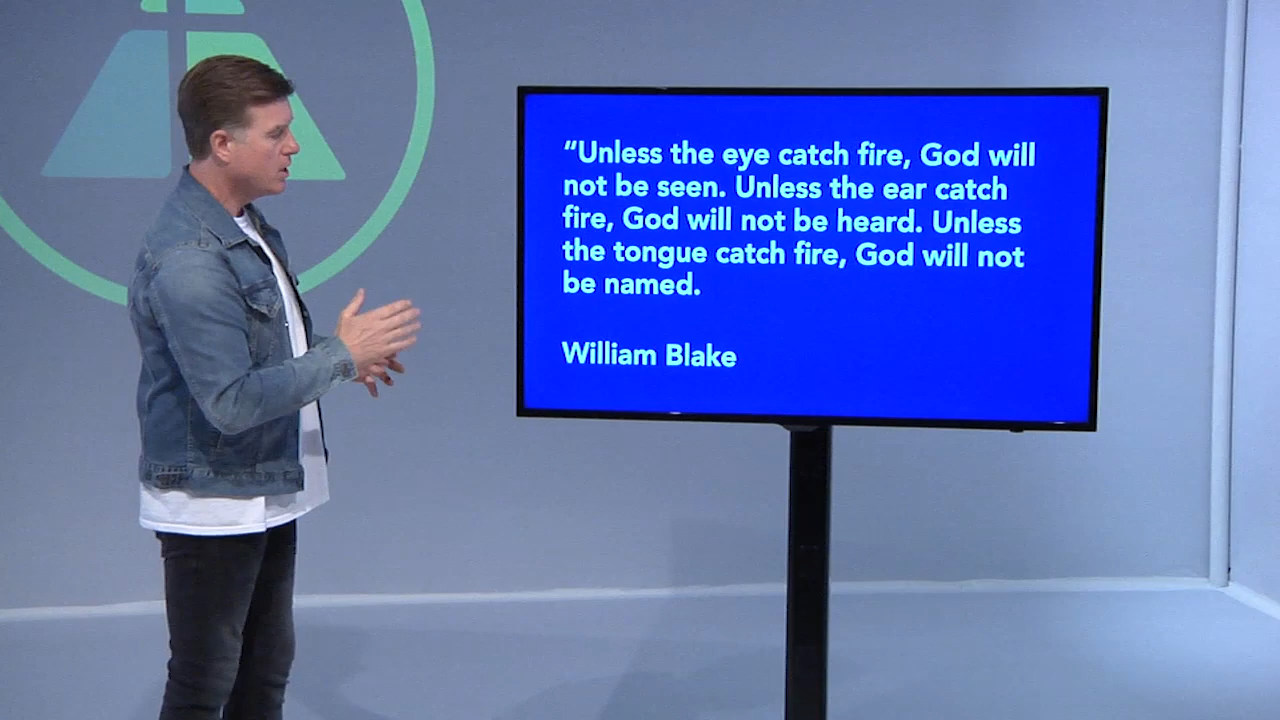 “Unless the eye catch fire, God will
not be seen. Unless the ear catch
fire, God will not be heard. Unless
the tongue catch fire, God will not
be named.
William Blake